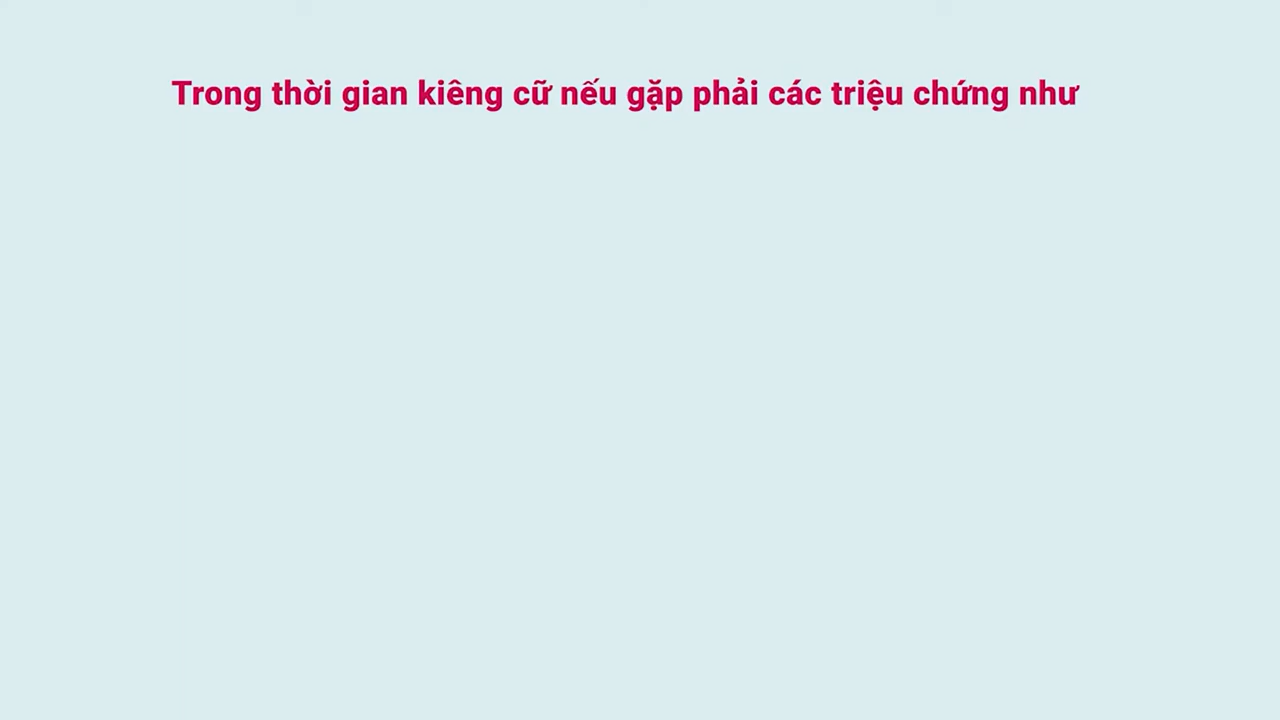 Trong thời gian kiêng cữ nếu gặp phải các triệu chứng như